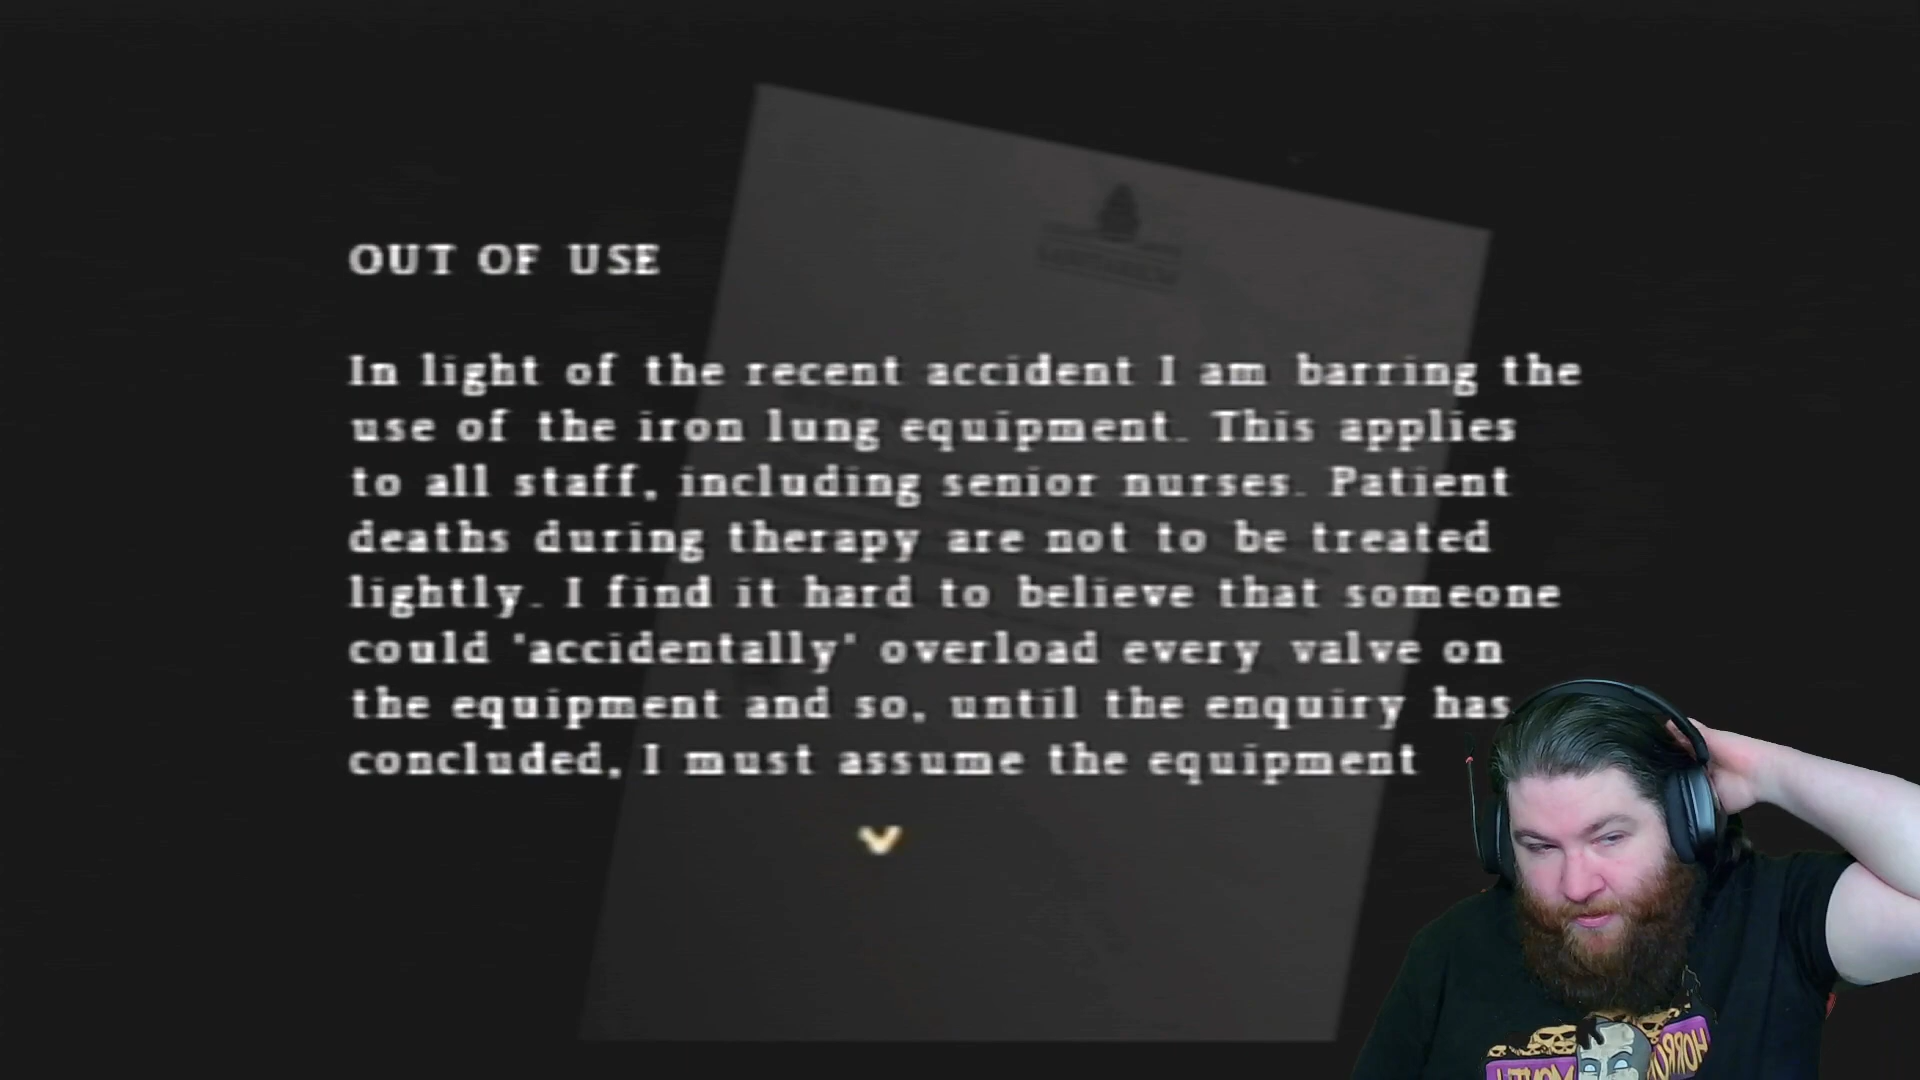 OUT OF USE
In light of the recent accident I am barring the
use of the iron lung equipment. This applies
to all staff, including senior nurses. Patient
deaths during therapy are not to be treated
lightly. I find it hard to believe that someone
could 'accidentally' overload every valve on
the equipment and so, until the enquiry has
concluded, I must assume the equipment